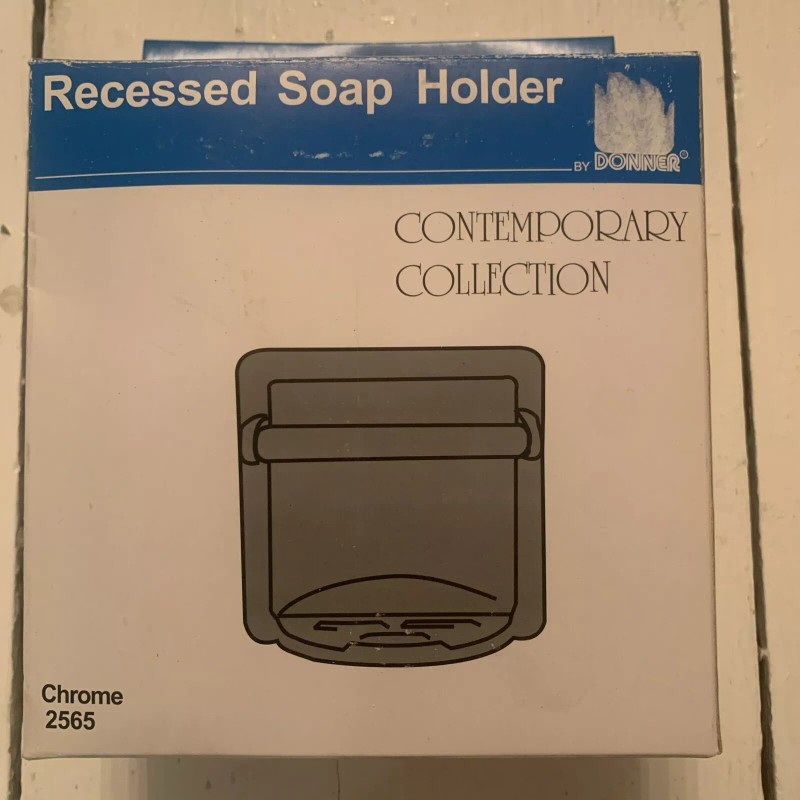 Recessed Soap Holder
BY DONNER®
CONTEMPORARY
COLLECTION
Chrome
2565